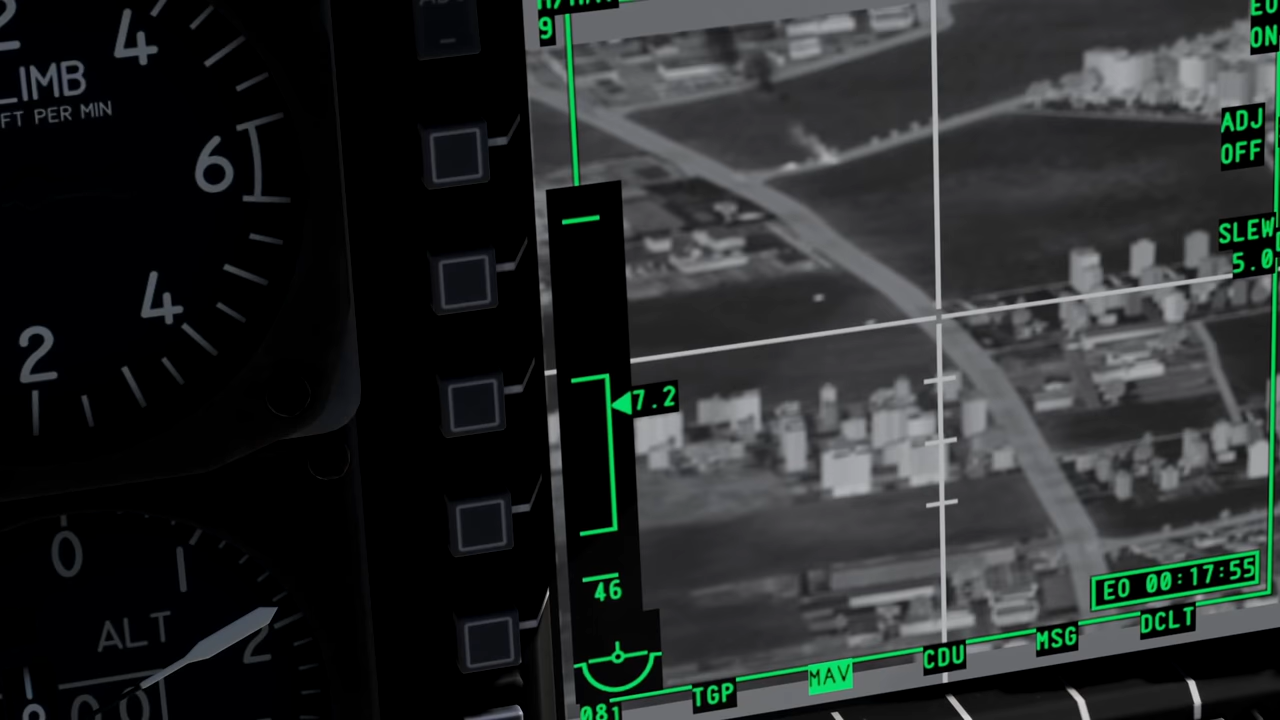 2
4
LIMB
FT PER MIN
6
4
2
0
1
ALT
2
9
EO
ON
ADJ
OFF
SLEW
5.0
7.2
46
081
EO 00:17:55
TGP
MAV
CDU
MSG
DCLT